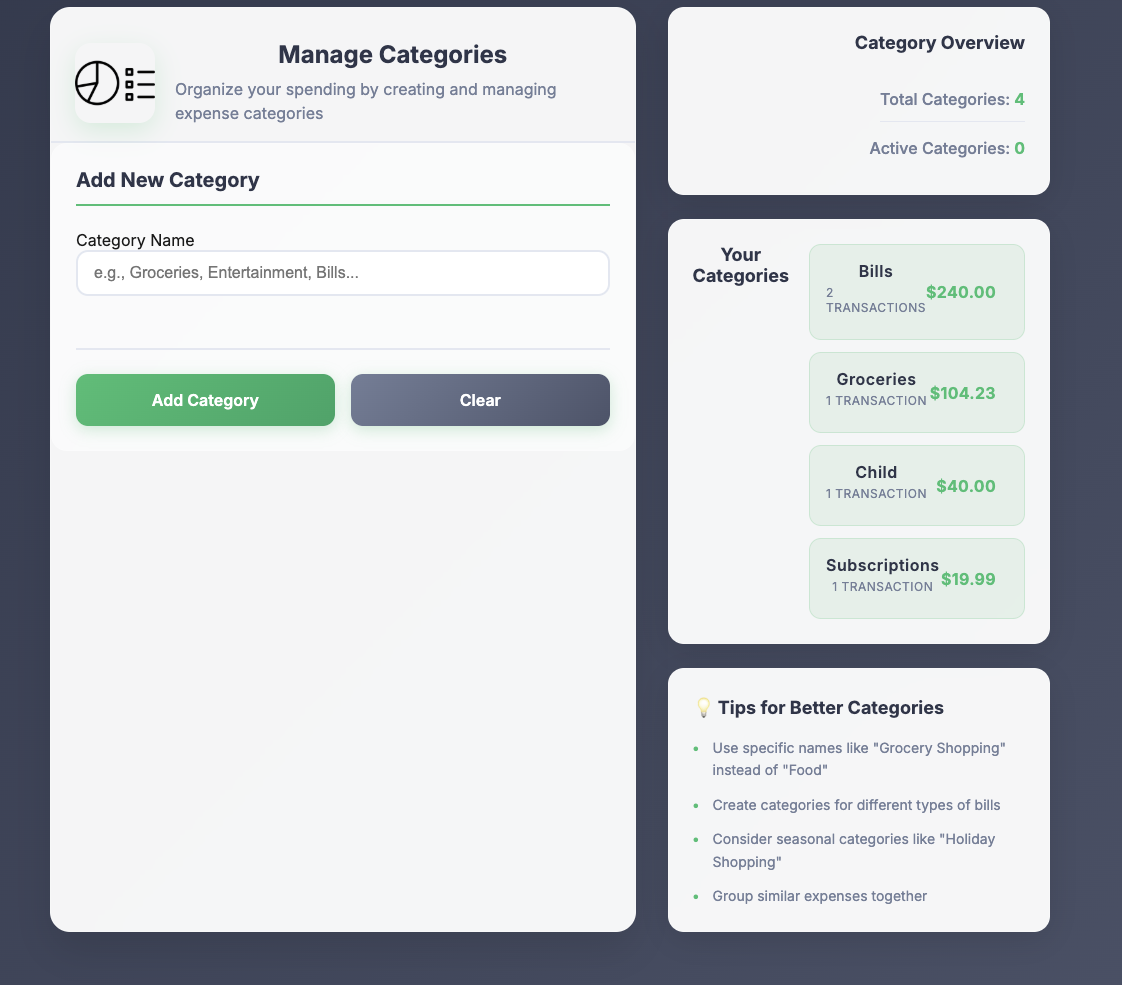 Manage Categories
Organize your spending by creating and managing
expense categories
Add New Category
Category Name
e.g., Groceries, Entertainment, Bills...
Add Category
Clear
Category Overview
Total Categories: 4
Active Categories: 0
Your
Categories
Bills
2
TRANSACTIONS
$240.00
Groceries
1 TRANSACTION
$104.23
Child
1 TRANSACTION
$40.00
Subscriptions
1 TRANSACTION
$19.99
💡 Tips for Better Categories
• Use specific names like "Grocery Shopping"
instead of "Food"
• Create categories for different types of bills
• Consider seasonal categories like "Holiday
Shopping"
• Group similar expenses together